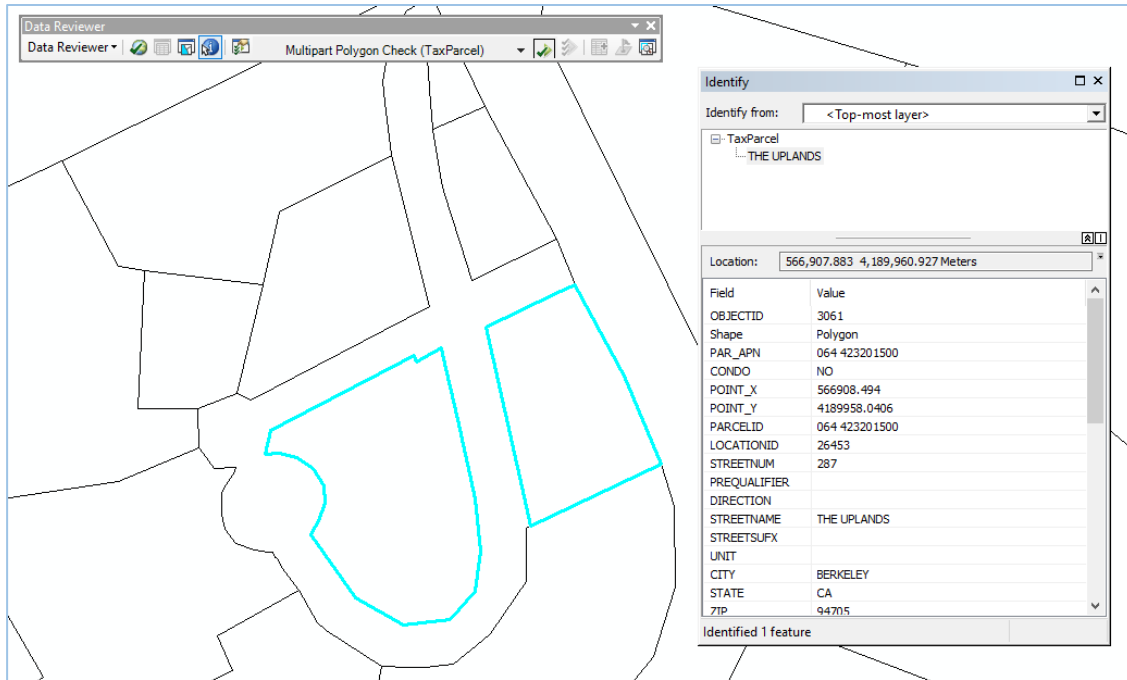 Data Reviewer
Data Reviewer
Multipart Polygon Check (TaxParcel)
Identify
Identify from: <Top-most layer>
TaxParcel
THE UPLANDS
Location: 566,907.883 4,189,960.927 Meters
Field Value
OBJECTID 3061
Shape Polygon
PAR_APN 064 423201500
CONDO NO
POINT_X 566908.494
POINT_Y 4189958.0406
PARCELID 064 423201500
LOCATIONID 26453
STREETNUM 287
PREQUALIFIER
DIRECTION
STREETNAME THE UPLANDS
STREETSUFX
UNIT
CITY BERKELEY
STATE CA
ZIP 94705
Identified 1 feature